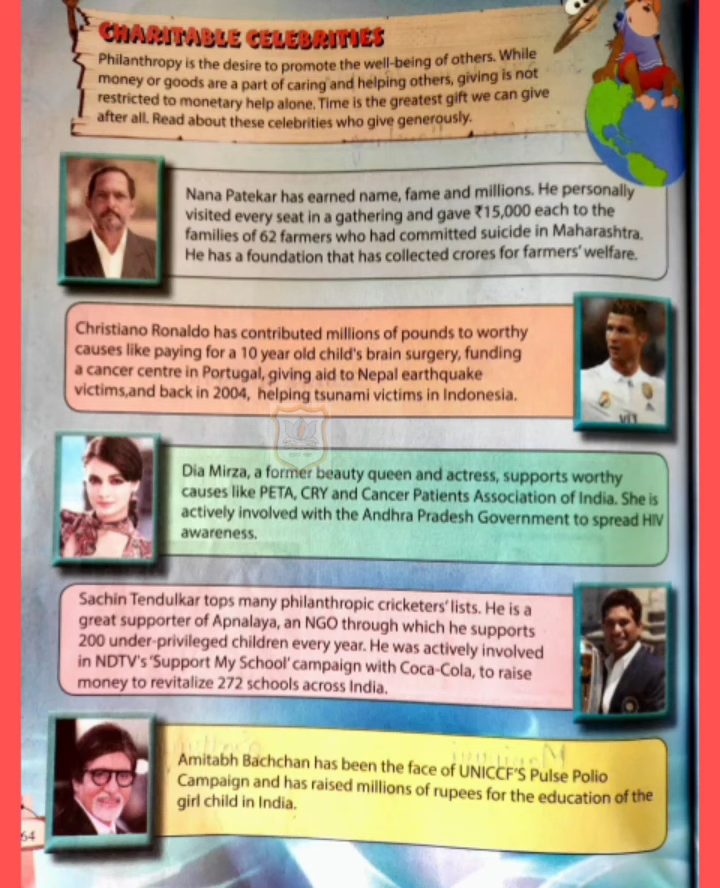 CHARITABLE CELEBRITIES
Philanthropy is the desire to promote the well-being of others. While
money or goods are a part of caring and helping others, giving is not
restricted to monetary help alone. Time is the greatest gift we can give
after all. Read about these celebrities who give generously.
Nana Patekar has earned name, fame and millions. He personally
visited every seat in a gathering and gave ₹15,000 each to the
families of 62 farmers who had committed suicide in Maharashtra.
He has a foundation that has collected crores for farmers' welfare.
Christiano Ronaldo has contributed millions of pounds to worthy
causes like paying for a 10 year old child's brain surgery, funding
a cancer centre in Portugal, giving aid to Nepal earthquake
victims,and back in 2004, helping tsunami victims in Indonesia.
Dia Mirza, a former beauty queen and actress, supports worthy
causes like PETA, CRY and Cancer Patients Association of India. She is
actively involved with the Andhra Pradesh Government to spread HIV
awareness.
Sachin Tendulkar tops many philanthropic cricketers' lists. He is a
great supporter of Apnalaya, an NGO through which he supports
200 under-privileged children every year. He was actively involved
in NDTV's 'Support My School' campaign with Coca-Cola, to raise
money to revitalize 272 schools across India.
Amitabh Bachchan has been the face of UNICCF'S Pulse Polio
Campaign and has raised millions of rupees for the education of the
girl child in India.
64